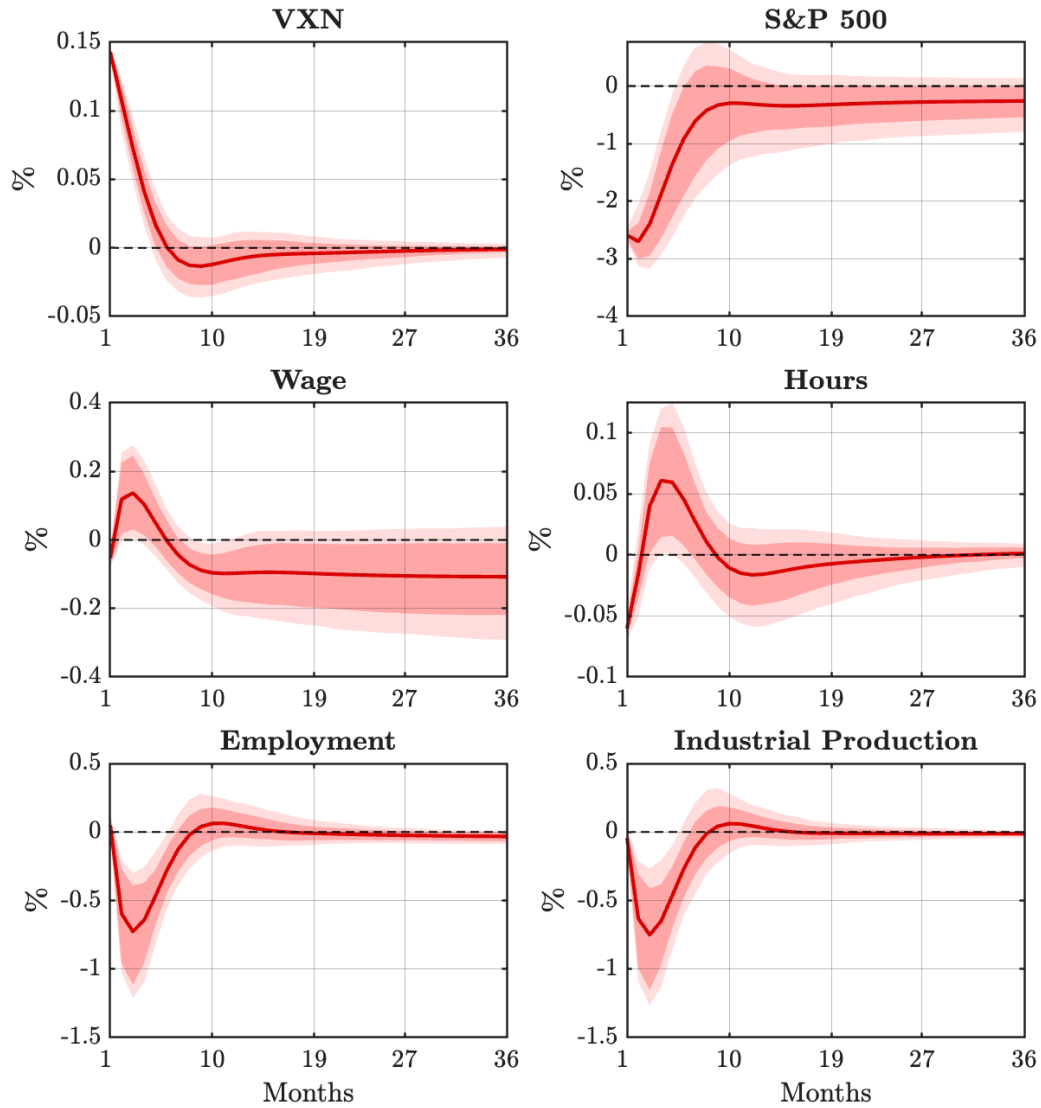 VXN
0.15
0.1
0.05
0
-0.05
%
1 10 19 27 36
S&P 500
0
-1
-2
-3
-4
%
1 10 19 27 36
Wage
0.4
0.2
0
-0.2
-0.4
%
1 10 19 27 36
Hours
0.1
0.05
0
-0.05
-0.1
%
1 10 19 27 36
Employment
0.5
0
-0.5
-1
-1.5
%
1 10 19 27 36
Months
Industrial Production
0.5
0
-0.5
-1
-1.5
%
1 10 19 27 36
Months